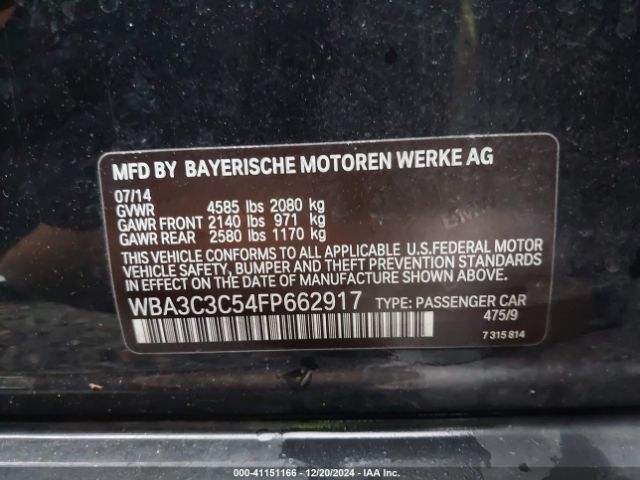 MFD BY BAYERISCHE MOTOREN WERKE AG
07/14
GVWR 4585 lbs 2080 kg
GAWR FRONT 2140 lbs 971 kg
GAWR REAR 2580 lbs 1170 kg
THIS VEHICLE CONFORMS TO ALL APPLICABLE U.S.FEDERAL MOTOR
VEHICLE SAFETY, BUMPER AND THEFT PREVENTION STANDARDS
IN EFFECT ON THE DATE OF MANUFACTURE SHOWN ABOVE.
WBA3C3C54FP662917 TYPE: PASSENGER CAR
475/9
7 315 814
000-41151166 - 12/20/2024 - IAA Inc.